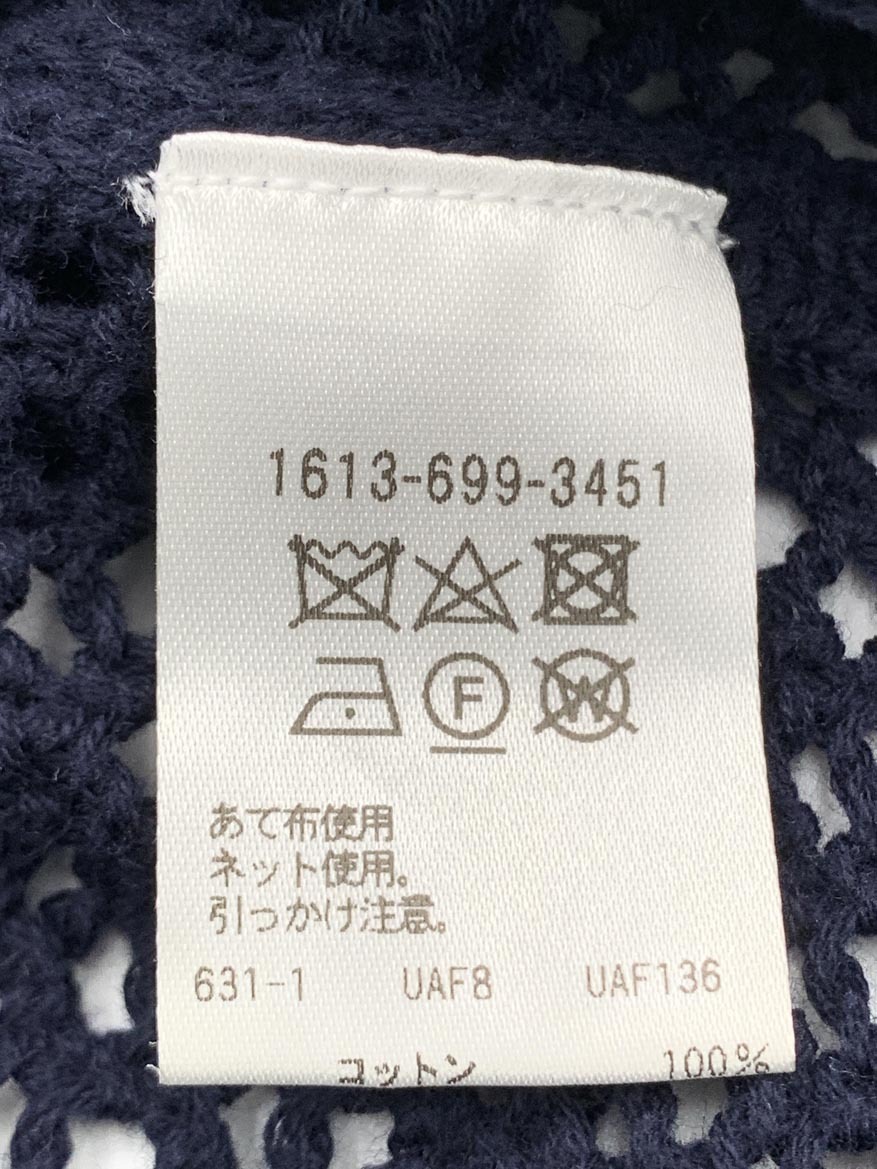 1613-699-3451
F W
あて布使用
ネット使用。
引っかけ注意。
631-1 UAF8 UAF136
コットン 100%